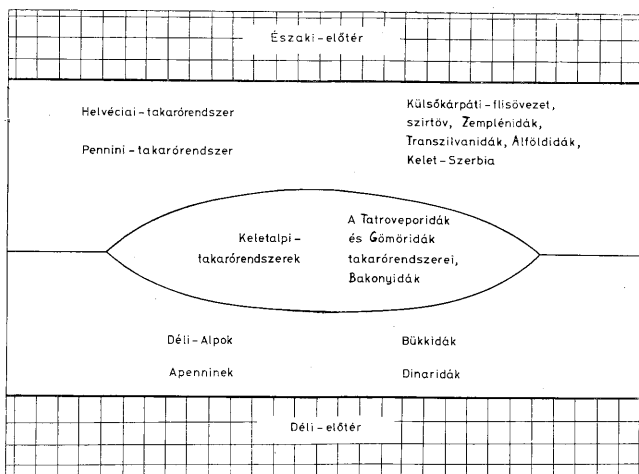 Északi-előtér
Helvéciai-takarórendszer
Pennini-takarórendszer
Külsőkárpáti-flisövezet,
szirtöv, Zemplénidák,
Transzilvanidák, Alföldidák,
Kelet-Szerbia
Keletalpi-
takarórendszerek
A Tatroveporidák
és Gömöridák
takarórendszerei,
Bakonyidák
Déli-Alpok
Apenninek
Bükkidák
Dinaridák
Déli-előtér